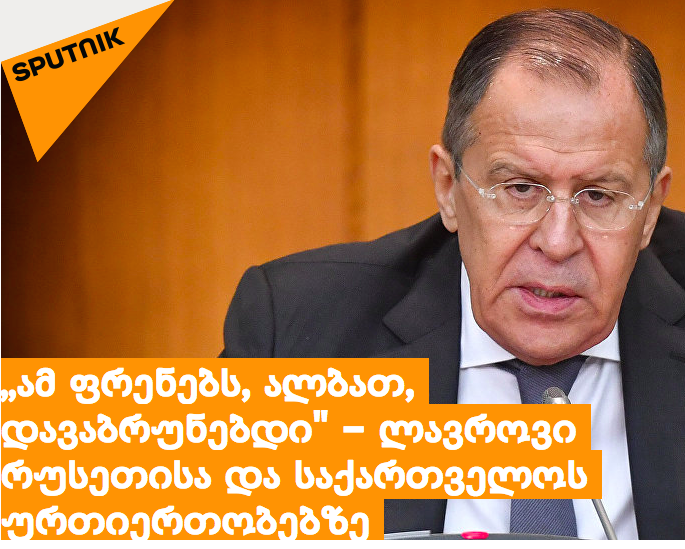 SPUTNIK
„ამ ფრენებს, ალბათ,
დავაბრუნებდი" – ლავროვი
რუსეთისა და საქართველოს
ურთიერთობებზე